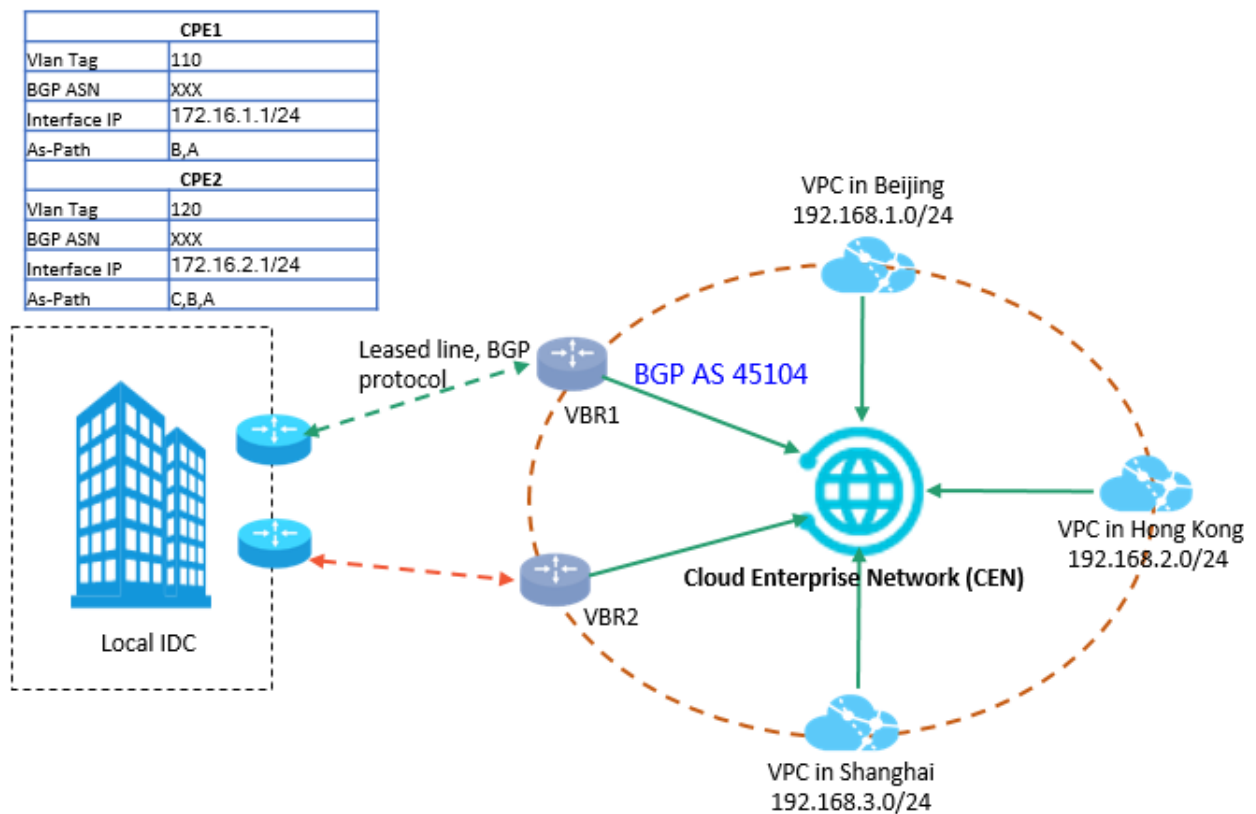 CPE1
Vlan Tag 110
BGP ASN XXX
Interface IP 172.16.1.1/24
As-Path B,A
CPE2
Vlan Tag 120
BGP ASN XXX
Interface IP 172.16.2.1/24
As-Path C,B,A
VPC in Beijing
192.168.1.0/24
Leased line, BGP
protocol
BGP AS 45104
VBR1
VPC in Hong Kong
192.168.2.0/24
Cloud Enterprise Network (CEN)
VBR2
Local IDC
VPC in Shanghai
192.168.3.0/24